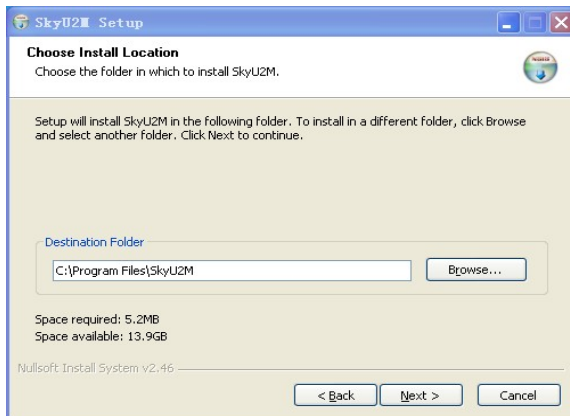 SkyU2M Setup
Choose Install Location
Choose the folder in which to install SkyU2M.
Setup will install SkyU2M in the following folder. To install in a different folder, click Browse
and select another folder. Click Next to continue.
Destination Folder
C:\Program Files\SkyU2M
Browse...
Space required: 5.2MB
Space available: 13.9GB
Nullsoft Install System v2.46
< Back
Next >
Cancel